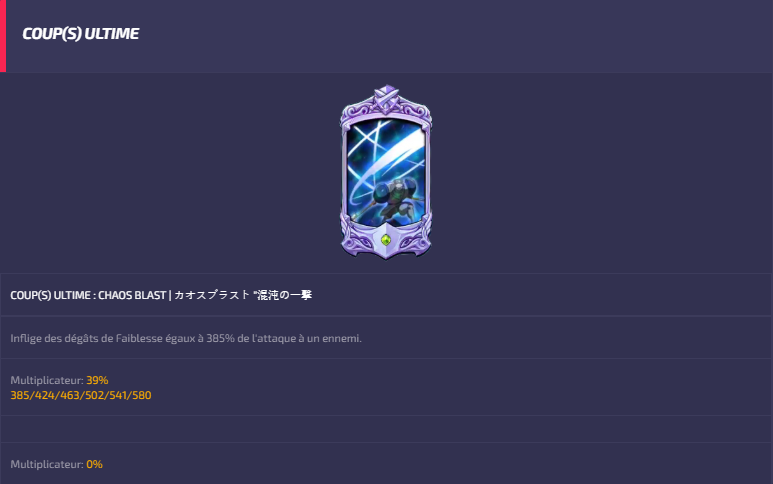 COUP(S) ULTIME
COUP(S) ULTIME : CHAOS BLAST | カオスブラスト "混沌の一撃
Inflige des dégâts de Faiblesse égaux à 385% de l'attaque à un ennemi.
Multiplicateur: 39%
385/424/463/502/541/580
Multiplicateur: 0%